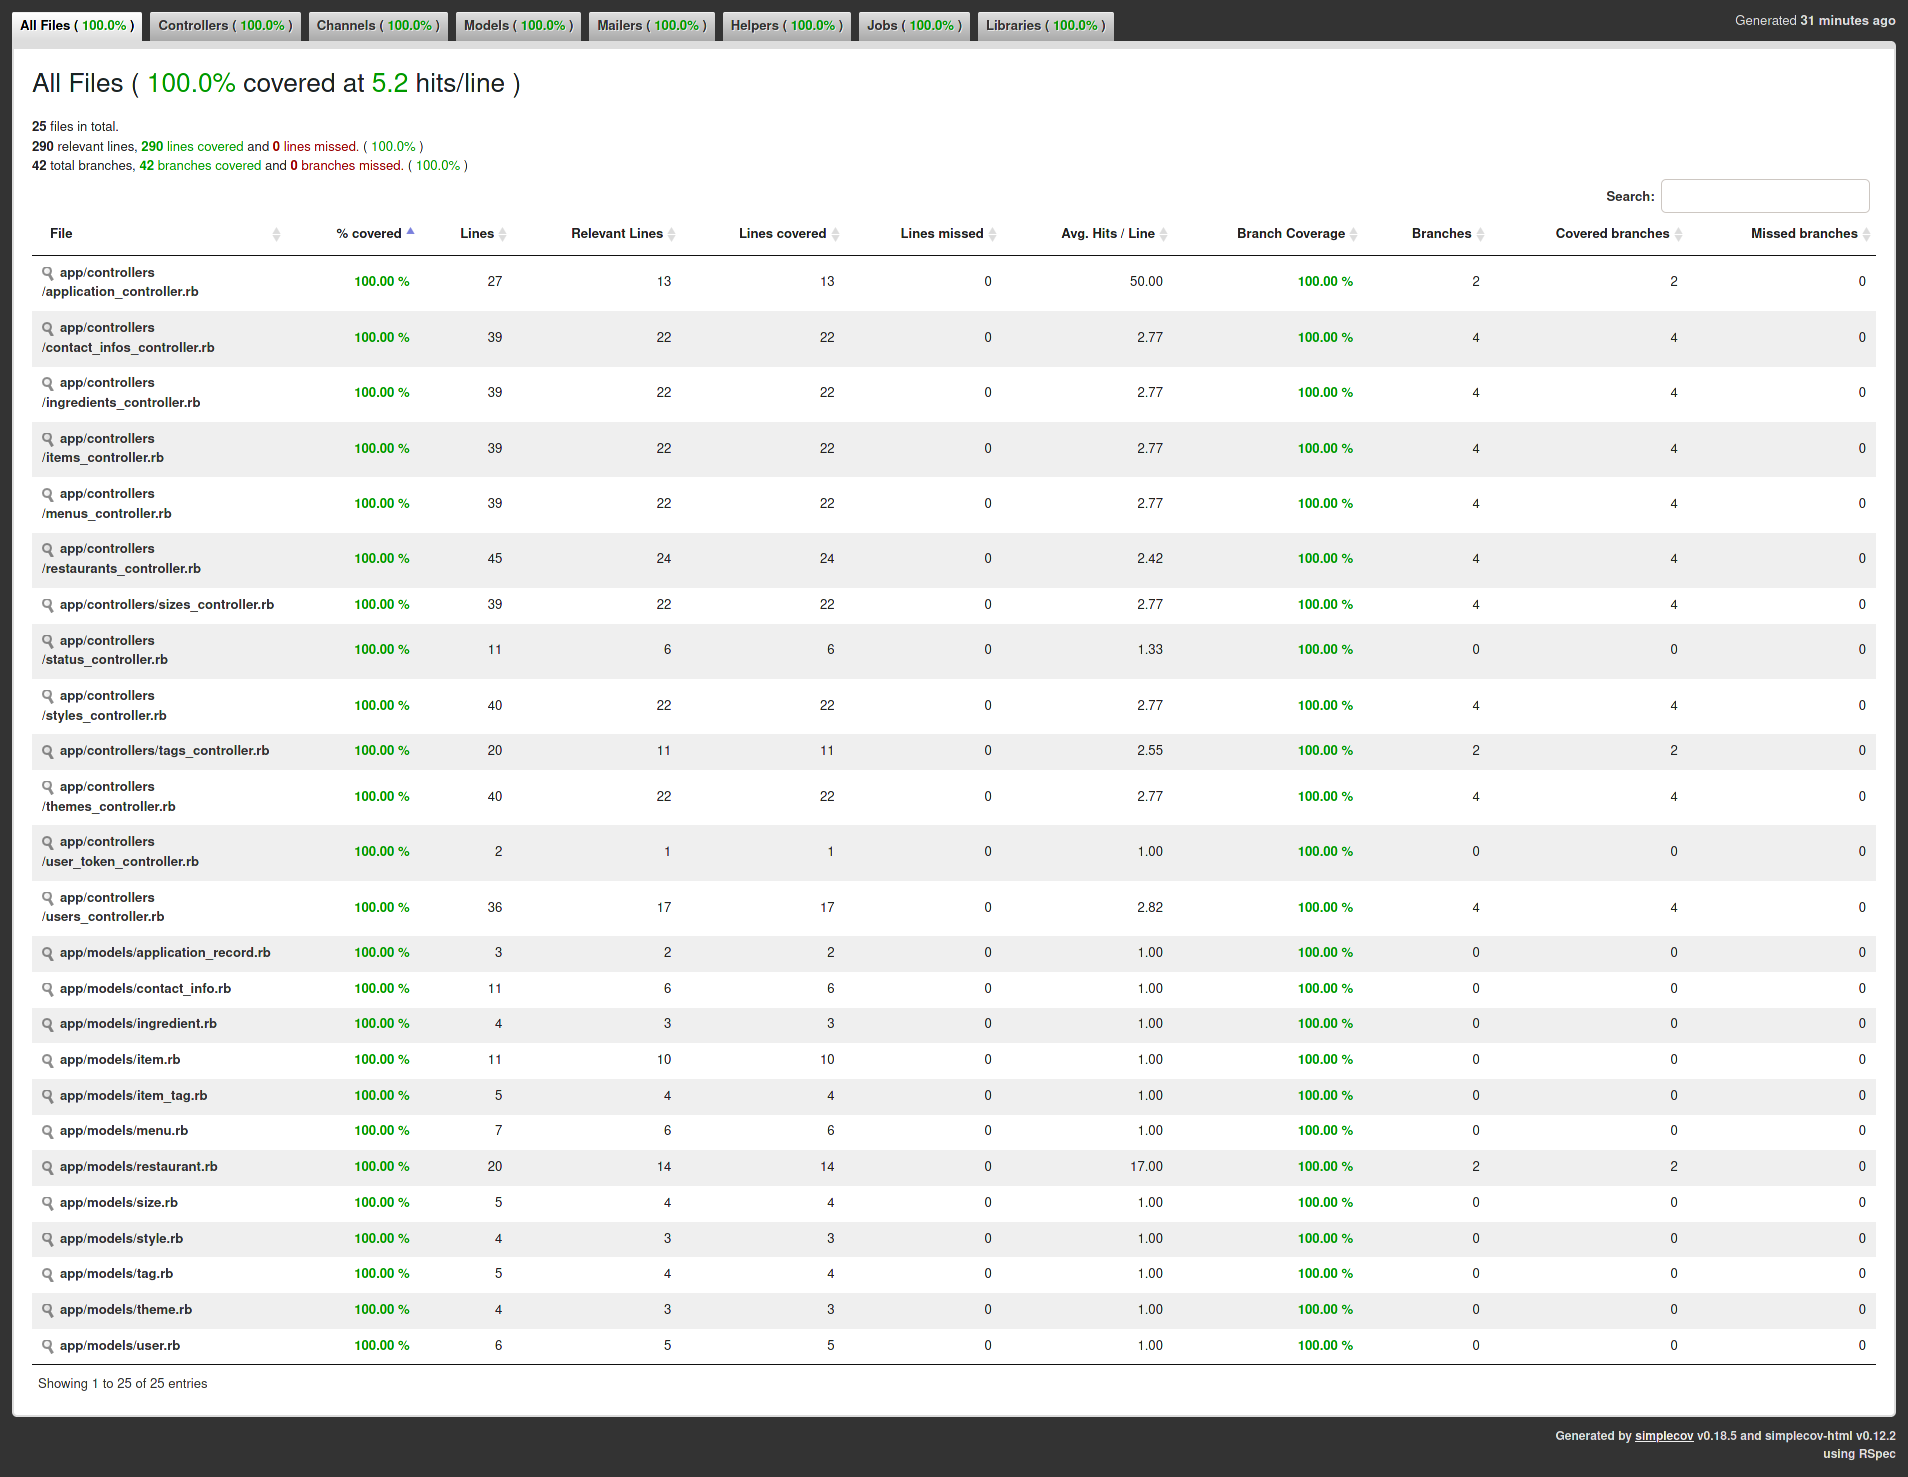 All Files ( 100.0% )
Controllers ( 100.0% )
Channels ( 100.0% )
Models ( 100.0% )
Mailers ( 100.0% )
Helpers ( 100.0% )
Jobs ( 100.0% )
Libraries ( 100.0% )
Generated 31 minutes ago
All Files ( 100.0% covered at 5.2 hits/line )
25 files in total.
290 relevant lines, 290 lines covered and 0 lines missed. ( 100.0% )
42 total branches, 42 branches covered and 0 branches missed. ( 100.0% )
Search:
File % covered Lines Relevant Lines Lines covered Lines missed Avg. Hits / Line Branch Coverage Branches Covered branches Missed branches
app/controllers
/application_controller.rb 100.00 % 27 13 13 0 50.00 100.00 % 2 2 0
app/controllers
/contact_infos_controller.rb 100.00 % 39 22 22 0 2.77 100.00 % 4 4 0
app/controllers
/ingredients_controller.rb 100.00 % 39 22 22 0 2.77 100.00 % 4 4 0
app/controllers
/items_controller.rb 100.00 % 39 22 22 0 2.77 100.00 % 4 4 0
app/controllers
/menus_controller.rb 100.00 % 39 22 22 0 2.77 100.00 % 4 4 0
app/controllers
/restaurants_controller.rb 100.00 % 45 24 24 0 2.42 100.00 % 4 4 0
app/controllers/sizes_controller.rb 100.00 % 39 22 22 0 2.77 100.00 % 4 4 0
app/controllers
/status_controller.rb 100.00 % 11 6 6 0 1.33 100.00 % 0 0 0
app/controllers
/styles_controller.rb 100.00 % 40 22 22 0 2.77 100.00 % 4 4 0
app/controllers/tags_controller.rb 100.00 % 20 11 11 0 2.55 100.00 % 2 2 0
app/controllers
/themes_controller.rb 100.00 % 40 22 22 0 2.77 100.00 % 4 4 0
app/controllers
/user_token_controller.rb 100.00 % 2 1 1 0 1.00 100.00 % 0 0 0
app/controllers
/users_controller.rb 100.00 % 36 17 17 0 2.82 100.00 % 4 4 0
app/models/application_record.rb 100.00 % 3 2 2 0 1.00 100.00 % 0 0 0
app/models/contact_info.rb 100.00 % 11 6 6 0 1.00 100.00 % 0 0 0
app/models/ingredient.rb 100.00 % 4 3 3 0 1.00 100.00 % 0 0 0
app/models/item.rb 100.00 % 11 10 10 0 1.00 100.00 % 0 0 0
app/models/item_tag.rb 100.00 % 5 4 4 0 1.00 100.00 % 0 0 0
app/models/menu.rb 100.00 % 7 6 6 0 1.00 100.00 % 0 0 0
app/models/restaurant.rb 100.00 % 20 14 14 0 17.00 100.00 % 2 2 0
app/models/size.rb 100.00 % 5 4 4 0 1.00 100.00 % 0 0 0
app/models/style.rb 100.00 % 4 3 3 0 1.00 100.00 % 0 0 0
app/models/tag.rb 100.00 % 5 4 4 0 1.00 100.00 % 0 0 0
app/models/theme.rb 100.00 % 4 3 3 0 1.00 100.00 % 0 0 0
app/models/user.rb 100.00 % 6 5 5 0 1.00 100.00 % 0 0 0
Showing 1 to 25 of 25 entries
Generated by simplecov v0.18.5 and simplecov-html v0.12.2
using RSpec